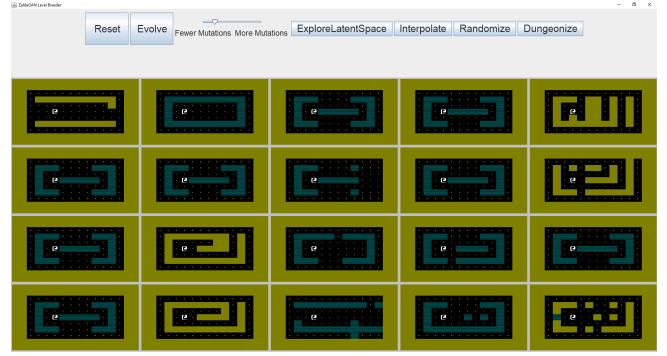 ZeldaGAN Level Breeder
Reset
Evolve
Fewer Mutations More Mutations
ExploreLatentSpace
Interpolate
Randomize
Dungeonize